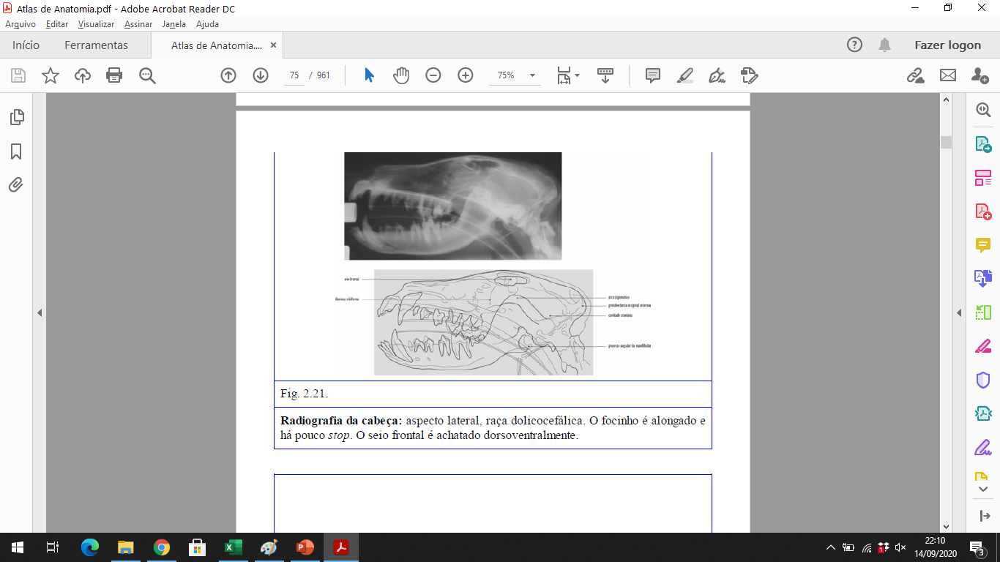 Atlas de Anatomia.pdf - Adobe Acrobat Reader DC
Arquivo Editar Visualizar Assinar Janela Ajuda
Início Ferramentas Atlas de Anatomia.... Fazer logon
75 / 961 75%
seio frontal
lâmina cribiforme
arco zigomático
protuberância occipital externa
cavidade craniana
processo angular da mandíbula
Fig. 2.21.
Radiografia da cabeça: aspecto lateral, raça dolicocefálica. O focinho é alongado e
há pouco stop. O seio frontal é achatado dorsoventralmente.
22:10
14/09/2020
3